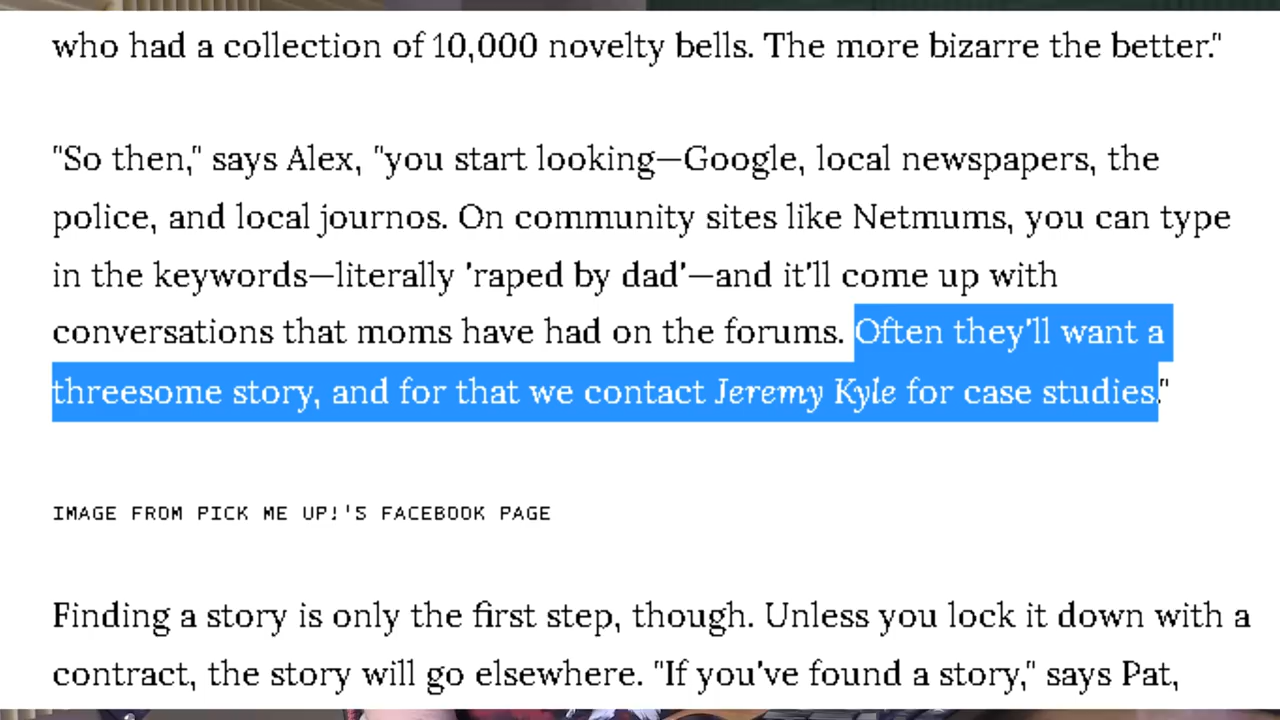 who had a collection of 10,000 novelty bells. The more bizarre the better."
"So then," says Alex, "you start looking—Google, local newspapers, the
police, and local journos. On community sites like Netmums, you can type
in the keywords—literally 'raped by dad'—and it'll come up with
conversations that moms have had on the forums. Often they'll want a
threesome story, and for that we contact Jeremy Kyle for case studies."
IMAGE FROM PICK ME UP!'S FACEBOOK PAGE
Finding a story is only the first step, though. Unless you lock it down with a
contract, the story will go elsewhere. "If you've found a story," says Pat,